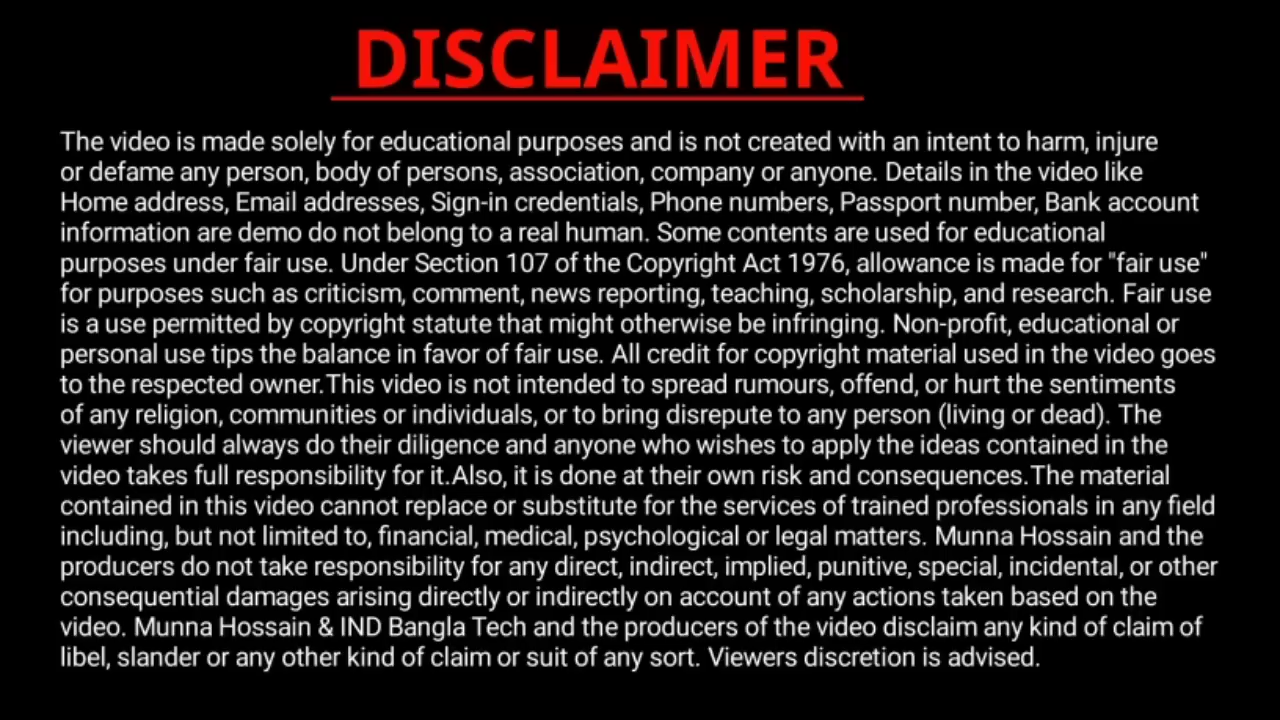 DISCLAIMER
The video is made solely for educational purposes and is not created with an intent to harm, injure
or defame any person, body of persons, association, company or anyone. Details in the video like
Home address, Email addresses, Sign-in credentials, Phone numbers, Passport number, Bank account
information are demo do not belong to a real human. Some contents are used for educational
purposes under fair use. Under Section 107 of the Copyright Act 1976, allowance is made for "fair use"
for purposes such as criticism, comment, news reporting, teaching, scholarship, and research. Fair use
is a use permitted by copyright statute that might otherwise be infringing. Non-profit, educational or
personal use tips the balance in favor of fair use. All credit for copyright material used in the video goes
to the respected owner.This video is not intended to spread rumours, offend, or hurt the sentiments
of any religion, communities or individuals, or to bring disrepute to any person (living or dead). The
viewer should always do their diligence and anyone who wishes to apply the ideas contained in the
video takes full responsibility for it.Also, it is done at their own risk and consequences.The material
contained in this video cannot replace or substitute for the services of trained professionals in any field
including, but not limited to, financial, medical, psychological or legal matters. Munna Hossain and the
producers do not take responsibility for any direct, indirect, implied, punitive, special, incidental, or other
consequential damages arising directly or indirectly on account of any actions taken based on the
video. Munna Hossain & IND Bangla Tech and the producers of the video disclaim any kind of claim of
libel, slander or any other kind of claim or suit of any sort. Viewers discretion is advised.